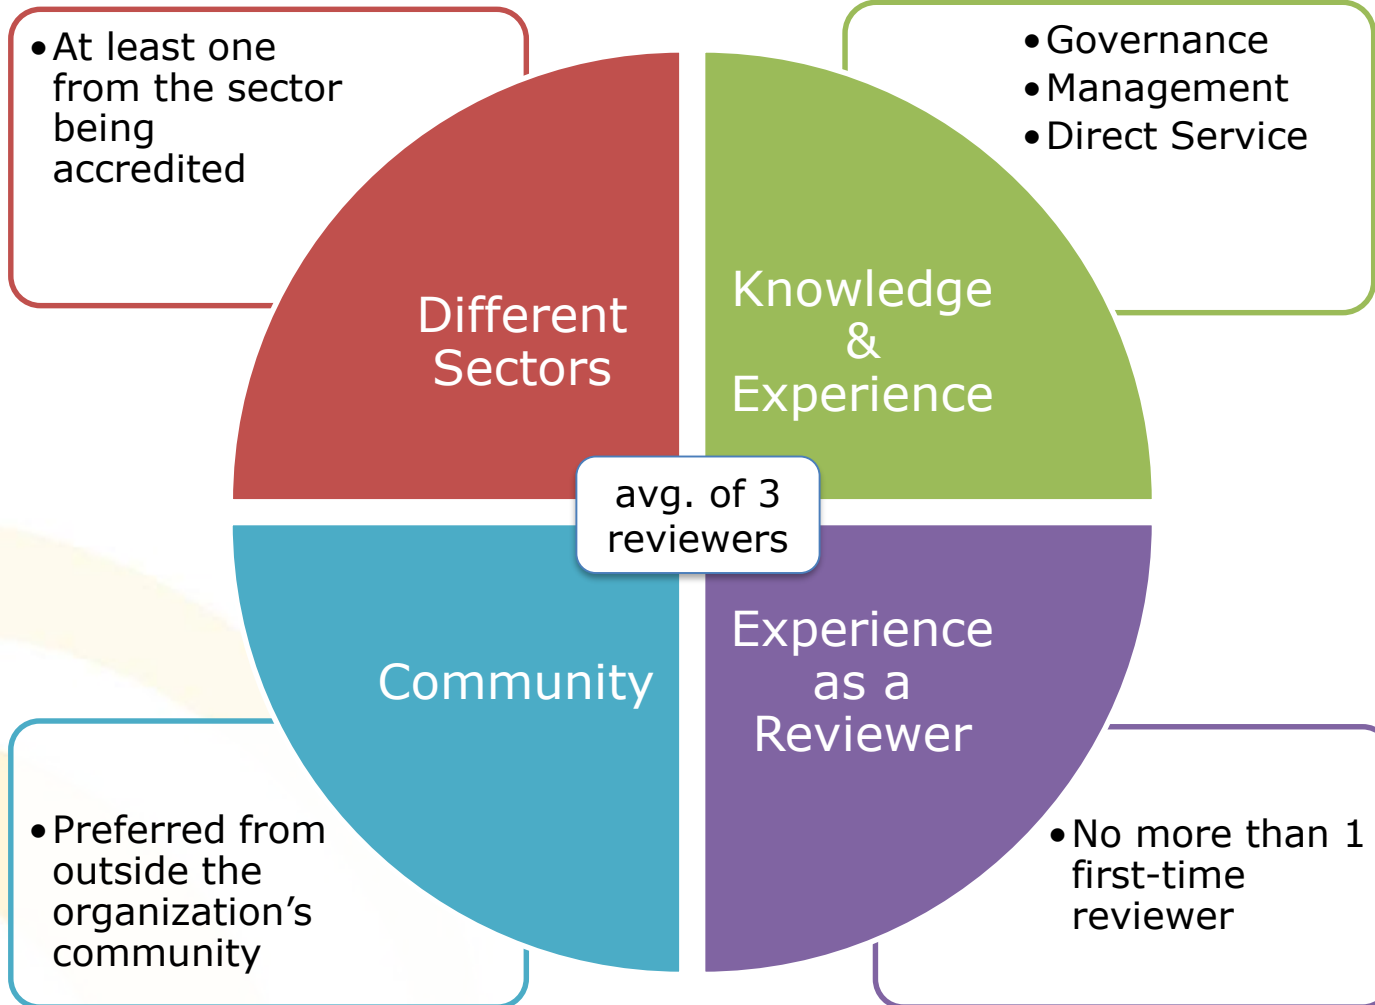 •At least one
from the sector
being
accredited
•Governance
•Management
•Direct Service
Different
Sectors
Knowledge
&
Experience
avg. of 3
reviewers
Community
Experience
as a
Reviewer
•Preferred from
outside the
organization’s
community
•No more than 1
first-time
reviewer